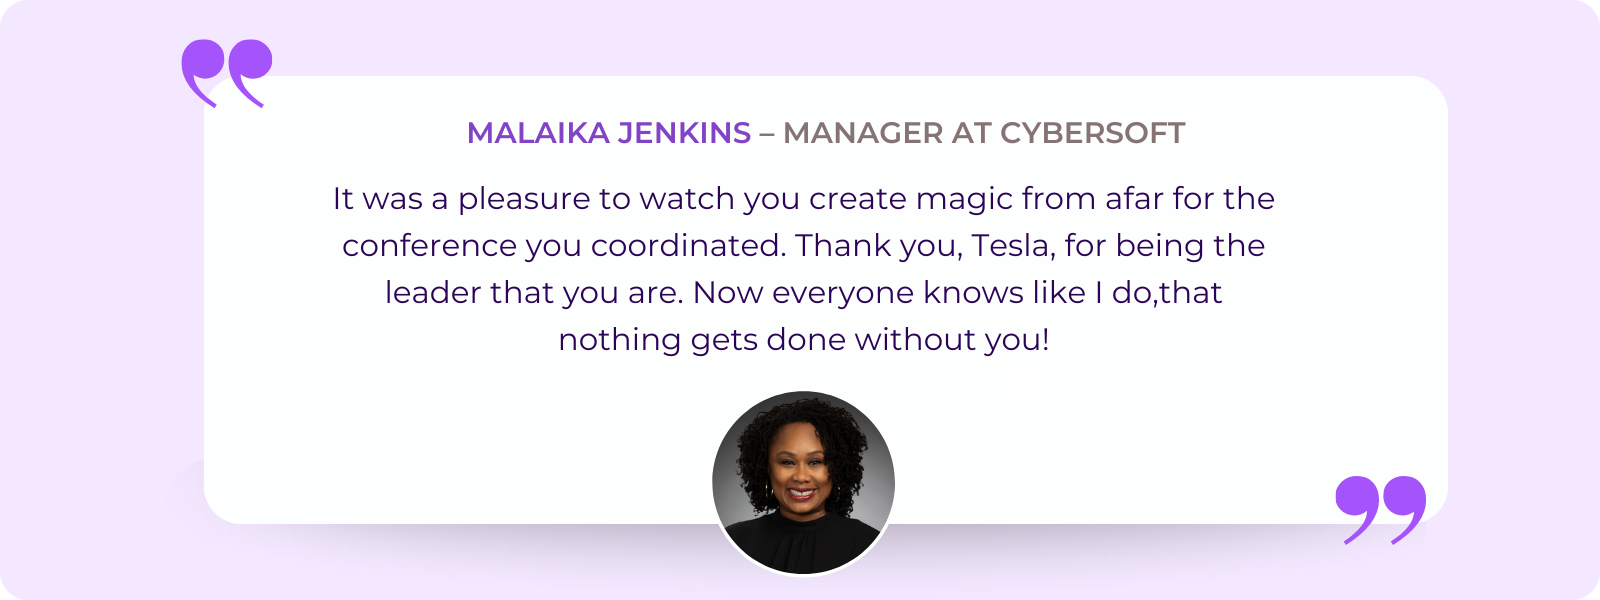 MALAIKA JENKINS – MANAGER AT CYBERSOFT
It was a pleasure to watch you create magic from afar for the
conference you coordinated. Thank you, Tesla, for being the
leader that you are. Now everyone knows like I do,that
nothing gets done without you!